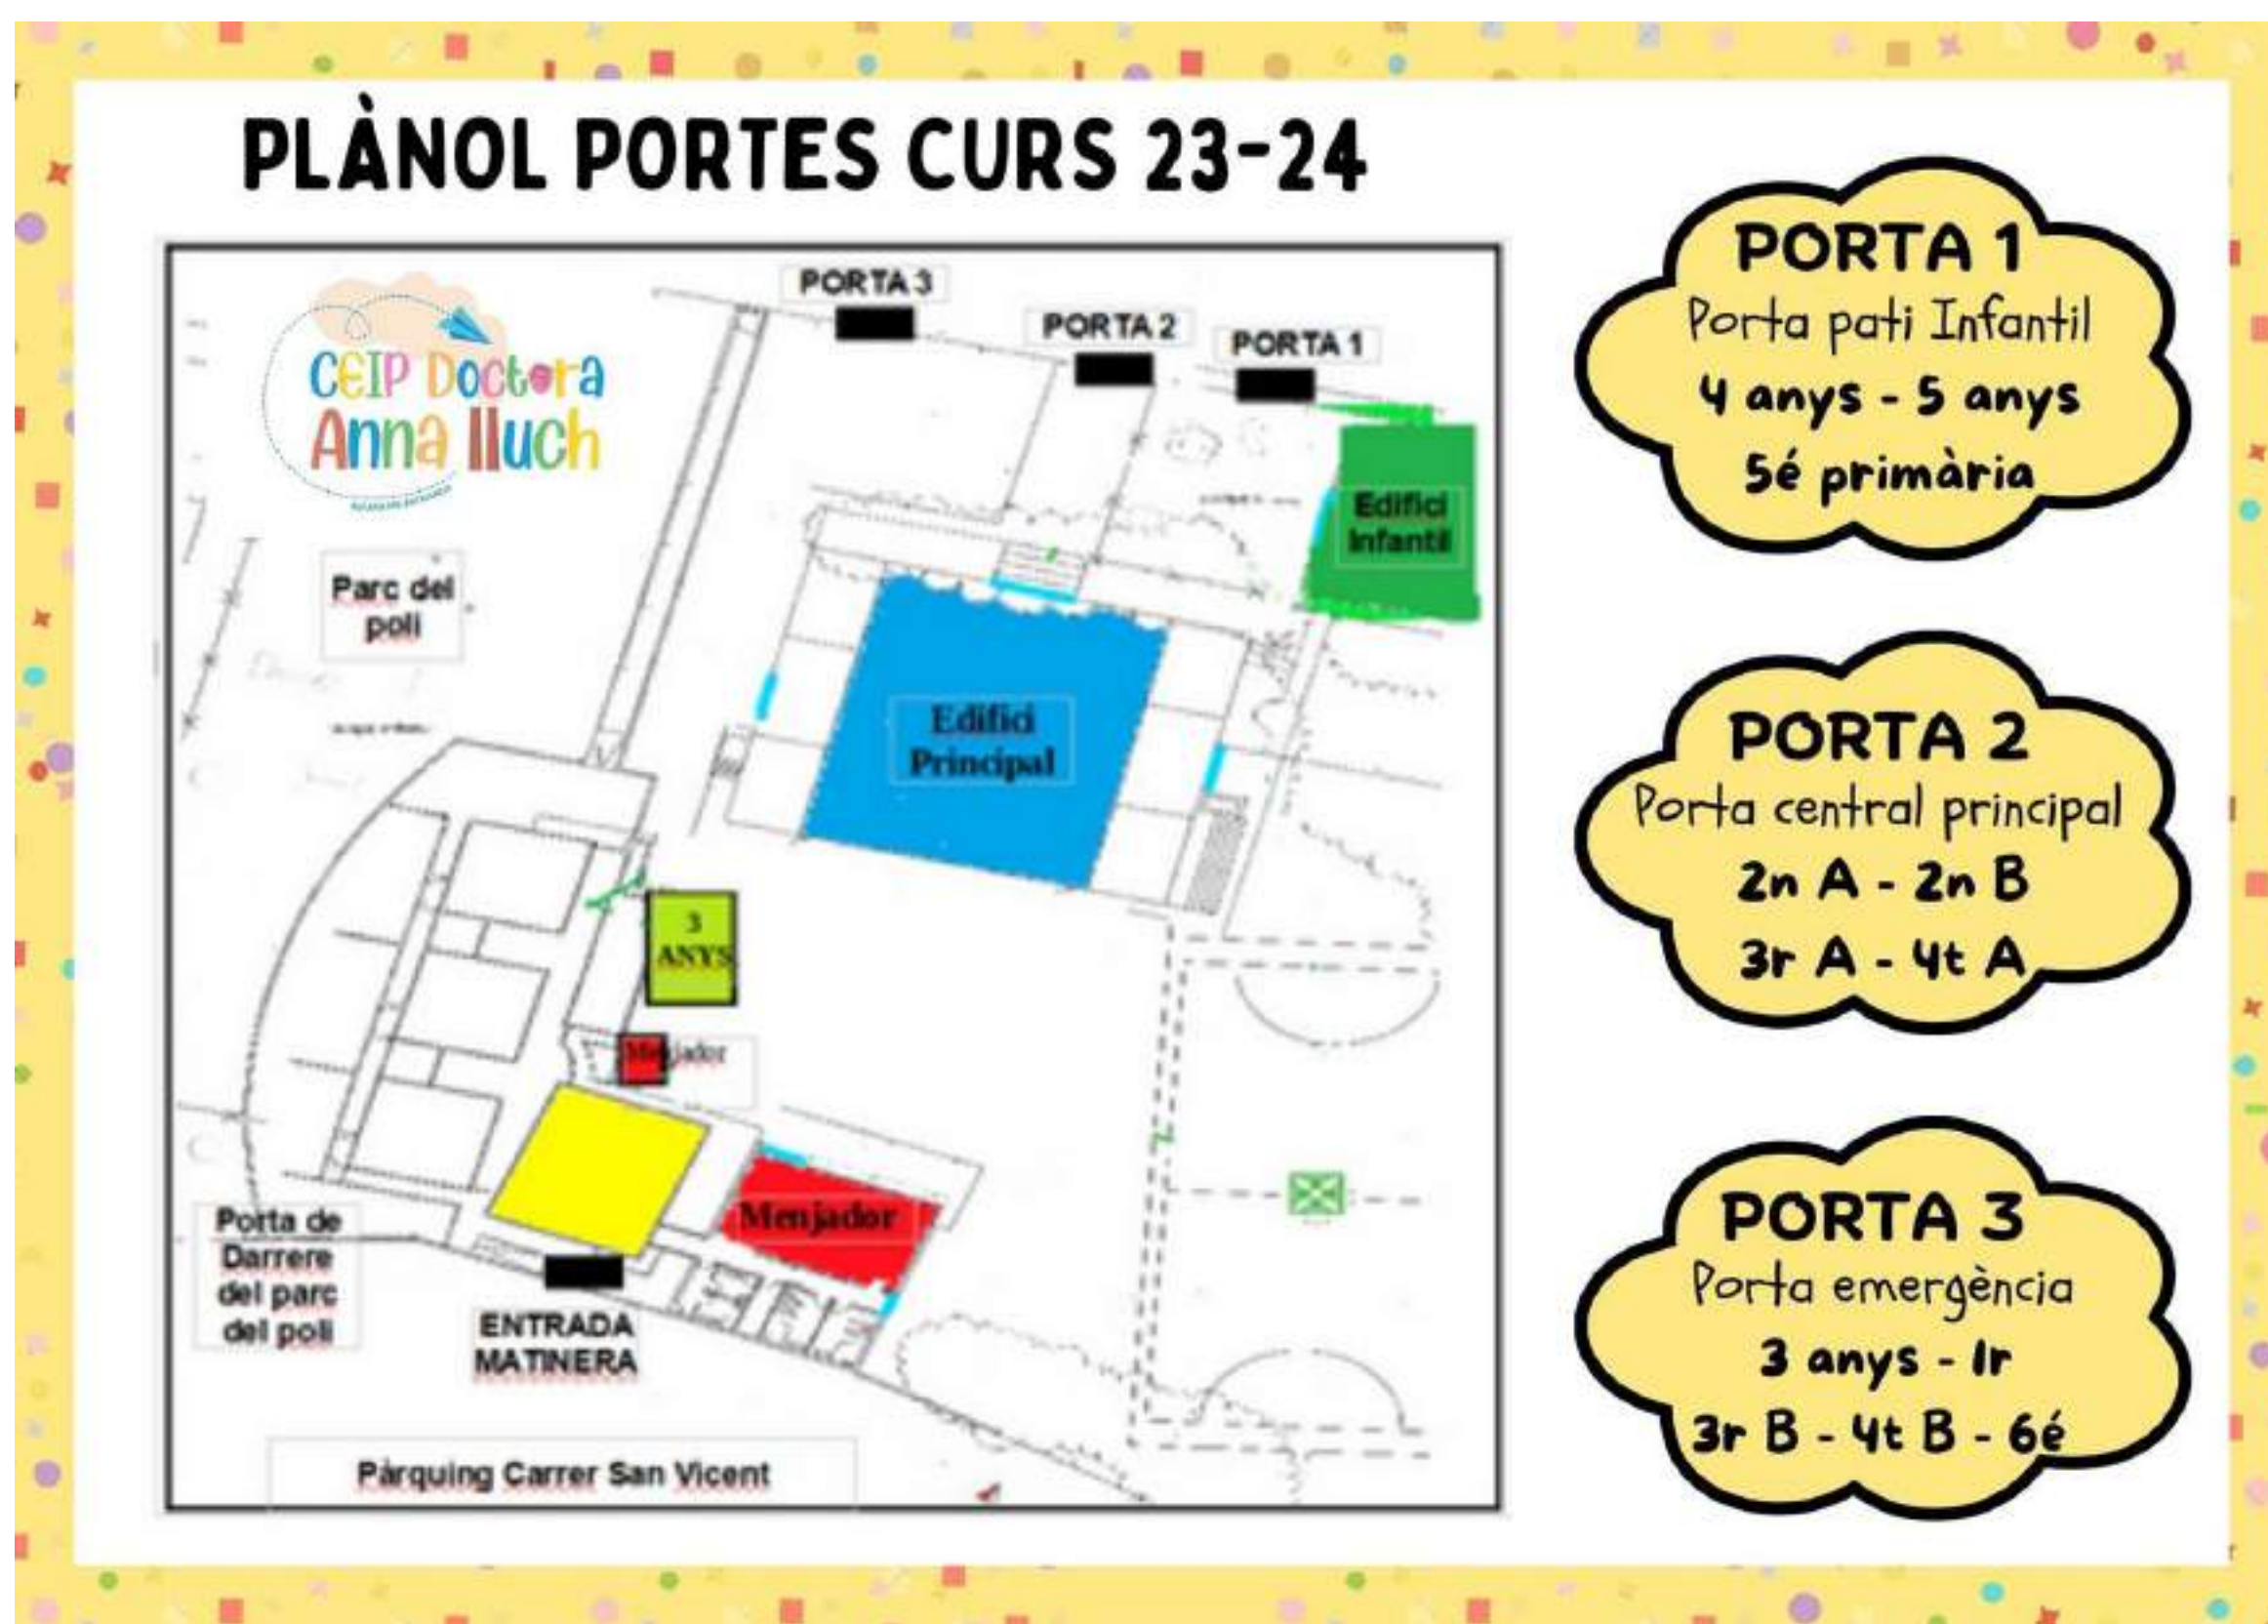 PLÀNOL PORTES CURS 23-24
CEIP Doctora
Anna lluch
PORTA 3
PORTA 2
PORTA 1
Edifici
Infantil
Parc del
poli
Edifici
Principal
3
ANYS
Menjador
Menjador
Porta de
Darrere
del parc
del poli
ENTRADA
MATINERA
Pàrquing Carrer San Vicent
PORTA 1
Porta pati Infantil
4 anys - 5 anys
5é primària
PORTA 2
Porta central principal
2n A - 2n B
3r A - 4t A
PORTA 3
Porta emergència
3 anys - 1r
3r B - 4t B - 6é